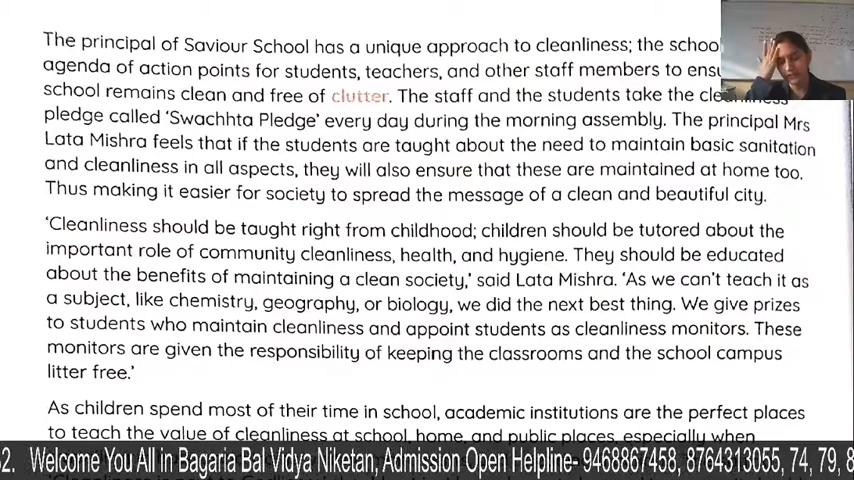 The principal of Saviour School has a unique approach to cleanliness; the schoo
agenda of action points for students, teachers, and other staff members to ensu
school remains clean and free of clutter. The staff and the students take the cleanliness
pledge called ‘Swachhta Pledge’ every day during the morning assembly. The principal Mrs
Lata Mishra feels that if the students are taught about the need to maintain basic sanitation
and cleanliness in all aspects, they will also ensure that these are maintained at home too.
Thus making it easier for society to spread the message of a clean and beautiful city.
‘Cleanliness should be taught right from childhood; children should be tutored about the
important role of community cleanliness, health, and hygiene. They should be educated
about the benefits of maintaining a clean society,’ said Lata Mishra. ‘As we can’t teach it as
a subject, like chemistry, geography, or biology, we did the next best thing. We give prizes
to students who maintain cleanliness and appoint students as cleanliness monitors. These
monitors are given the responsibility of keeping the classrooms and the school campus
litter free.’
As children spend most of their time in school, academic institutions are the perfect places
to teach the value of cleanliness at school, home, and public places, especially when
52. Welcome You All In Bagaria Bal Vidya Niketan, Admission Open Helpline- 9468867458, 8764313055, 74, 79, 8